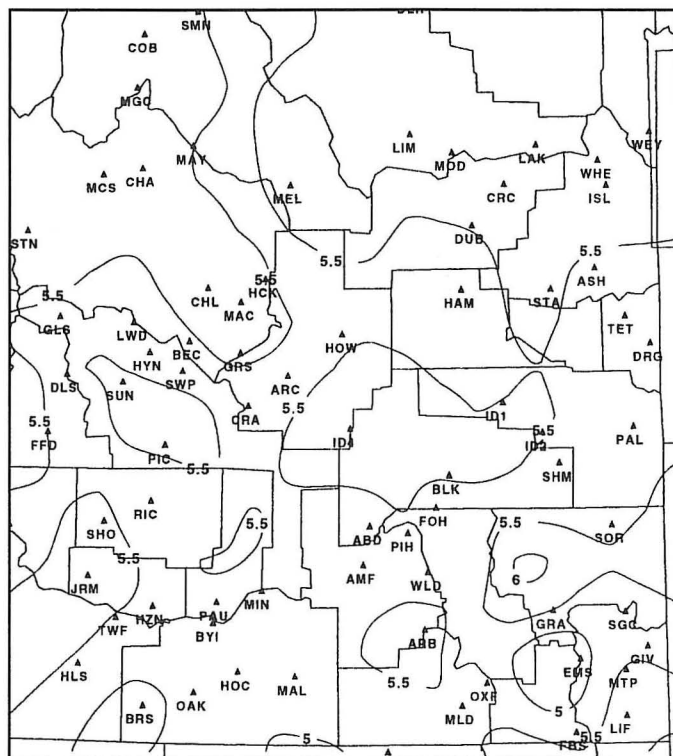 SMN
COB
MGC
MAY LIM MOD LAK WEY
MCS CHA WHE
MEL CRC ISL
STN DUB
5.5 5.5
5.5 ASH
HCK
5.5 CHL HAM STA
MAC
GLS LWD TET
BEC HOW
HYN GRS DRG
DLS SWP ARC
SUN
5.5 CRA 5.5 ID1
5.5
FFD ID4 ID2 PAL
PIC
5.5 BLK SHM
RIC
5.5 FOH 5.5
SHO ABD PIH SOR
JRM 5.5 AMF WLD 6
HZN PAU MIN
TWF BYI GRA SGC
ARB
HLS EMS GIV
HOC MAL 5.5 MTP
OAK OXF
BRS MLD 5 LIF
5 FBS 5.5